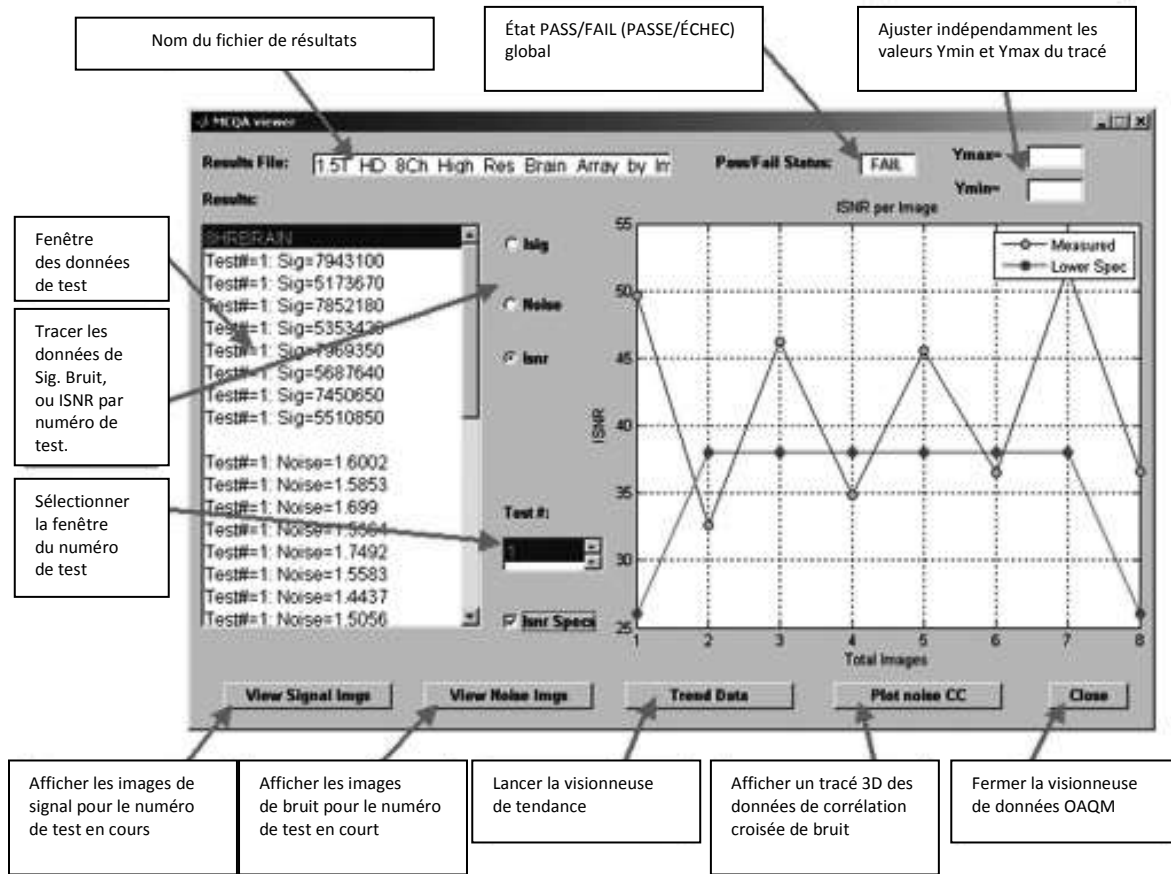 Nom du fichier de résultats
État PASS/FAIL (PASSE/ÉCHEC)
global
Ajuster indépendamment les
valeurs Ymin et Ymax du tracé
MCQA viewer
Results File:
1.5T HD 8Ch High Res Brain Array by Im
Pass/Fail Status:
FAIL
Ymax=
Ymin=
Results:
8HRBRAIN
Test#=1: Sig=7943100
Test#=1: Sig=5173670
Test#=1: Sig=7852180
Test#=1: Sig=5353420
Test#=1: Sig=7969350
Test#=1: Sig=5687640
Test#=1: Sig=7450650
Test#=1: Sig=5510850
Test#=1: Noise=1.6002
Test#=1: Noise=1.5853
Test#=1: Noise=1.699
Test#=1:
Test#=1: Noise=1.7492
Test#=1: Noise=1.5583
Test#=1: Noise=1.4437
Test#=1: Noise=1.5056
Isig
Noise
Isnr
Test #:
1
Isnr Specs
ISNR per Image
Measured
Lower Spec
55
50
45
40
35
30
25
ISNR
1 2 3 4 5 6 7 8
Total Images
View Signal Imgs
View Noise Imgs
Trend Data
Plot noise CC
Close
Fenêtre
des données
de test
Tracer les
données de
Sig. Bruit,
ou ISNR par
numéro de
test.
Sélectionner
la fenêtre
du numéro
de test
Afficher les images de
signal pour le numéro
de test en cours
Afficher les images
de bruit pour le numéro
de test en court
Lancer la visionneuse
de tendance
Afficher un tracé 3D des
données de corrélation
croisée de bruit
Fermer la visionneuse
de données OAQM